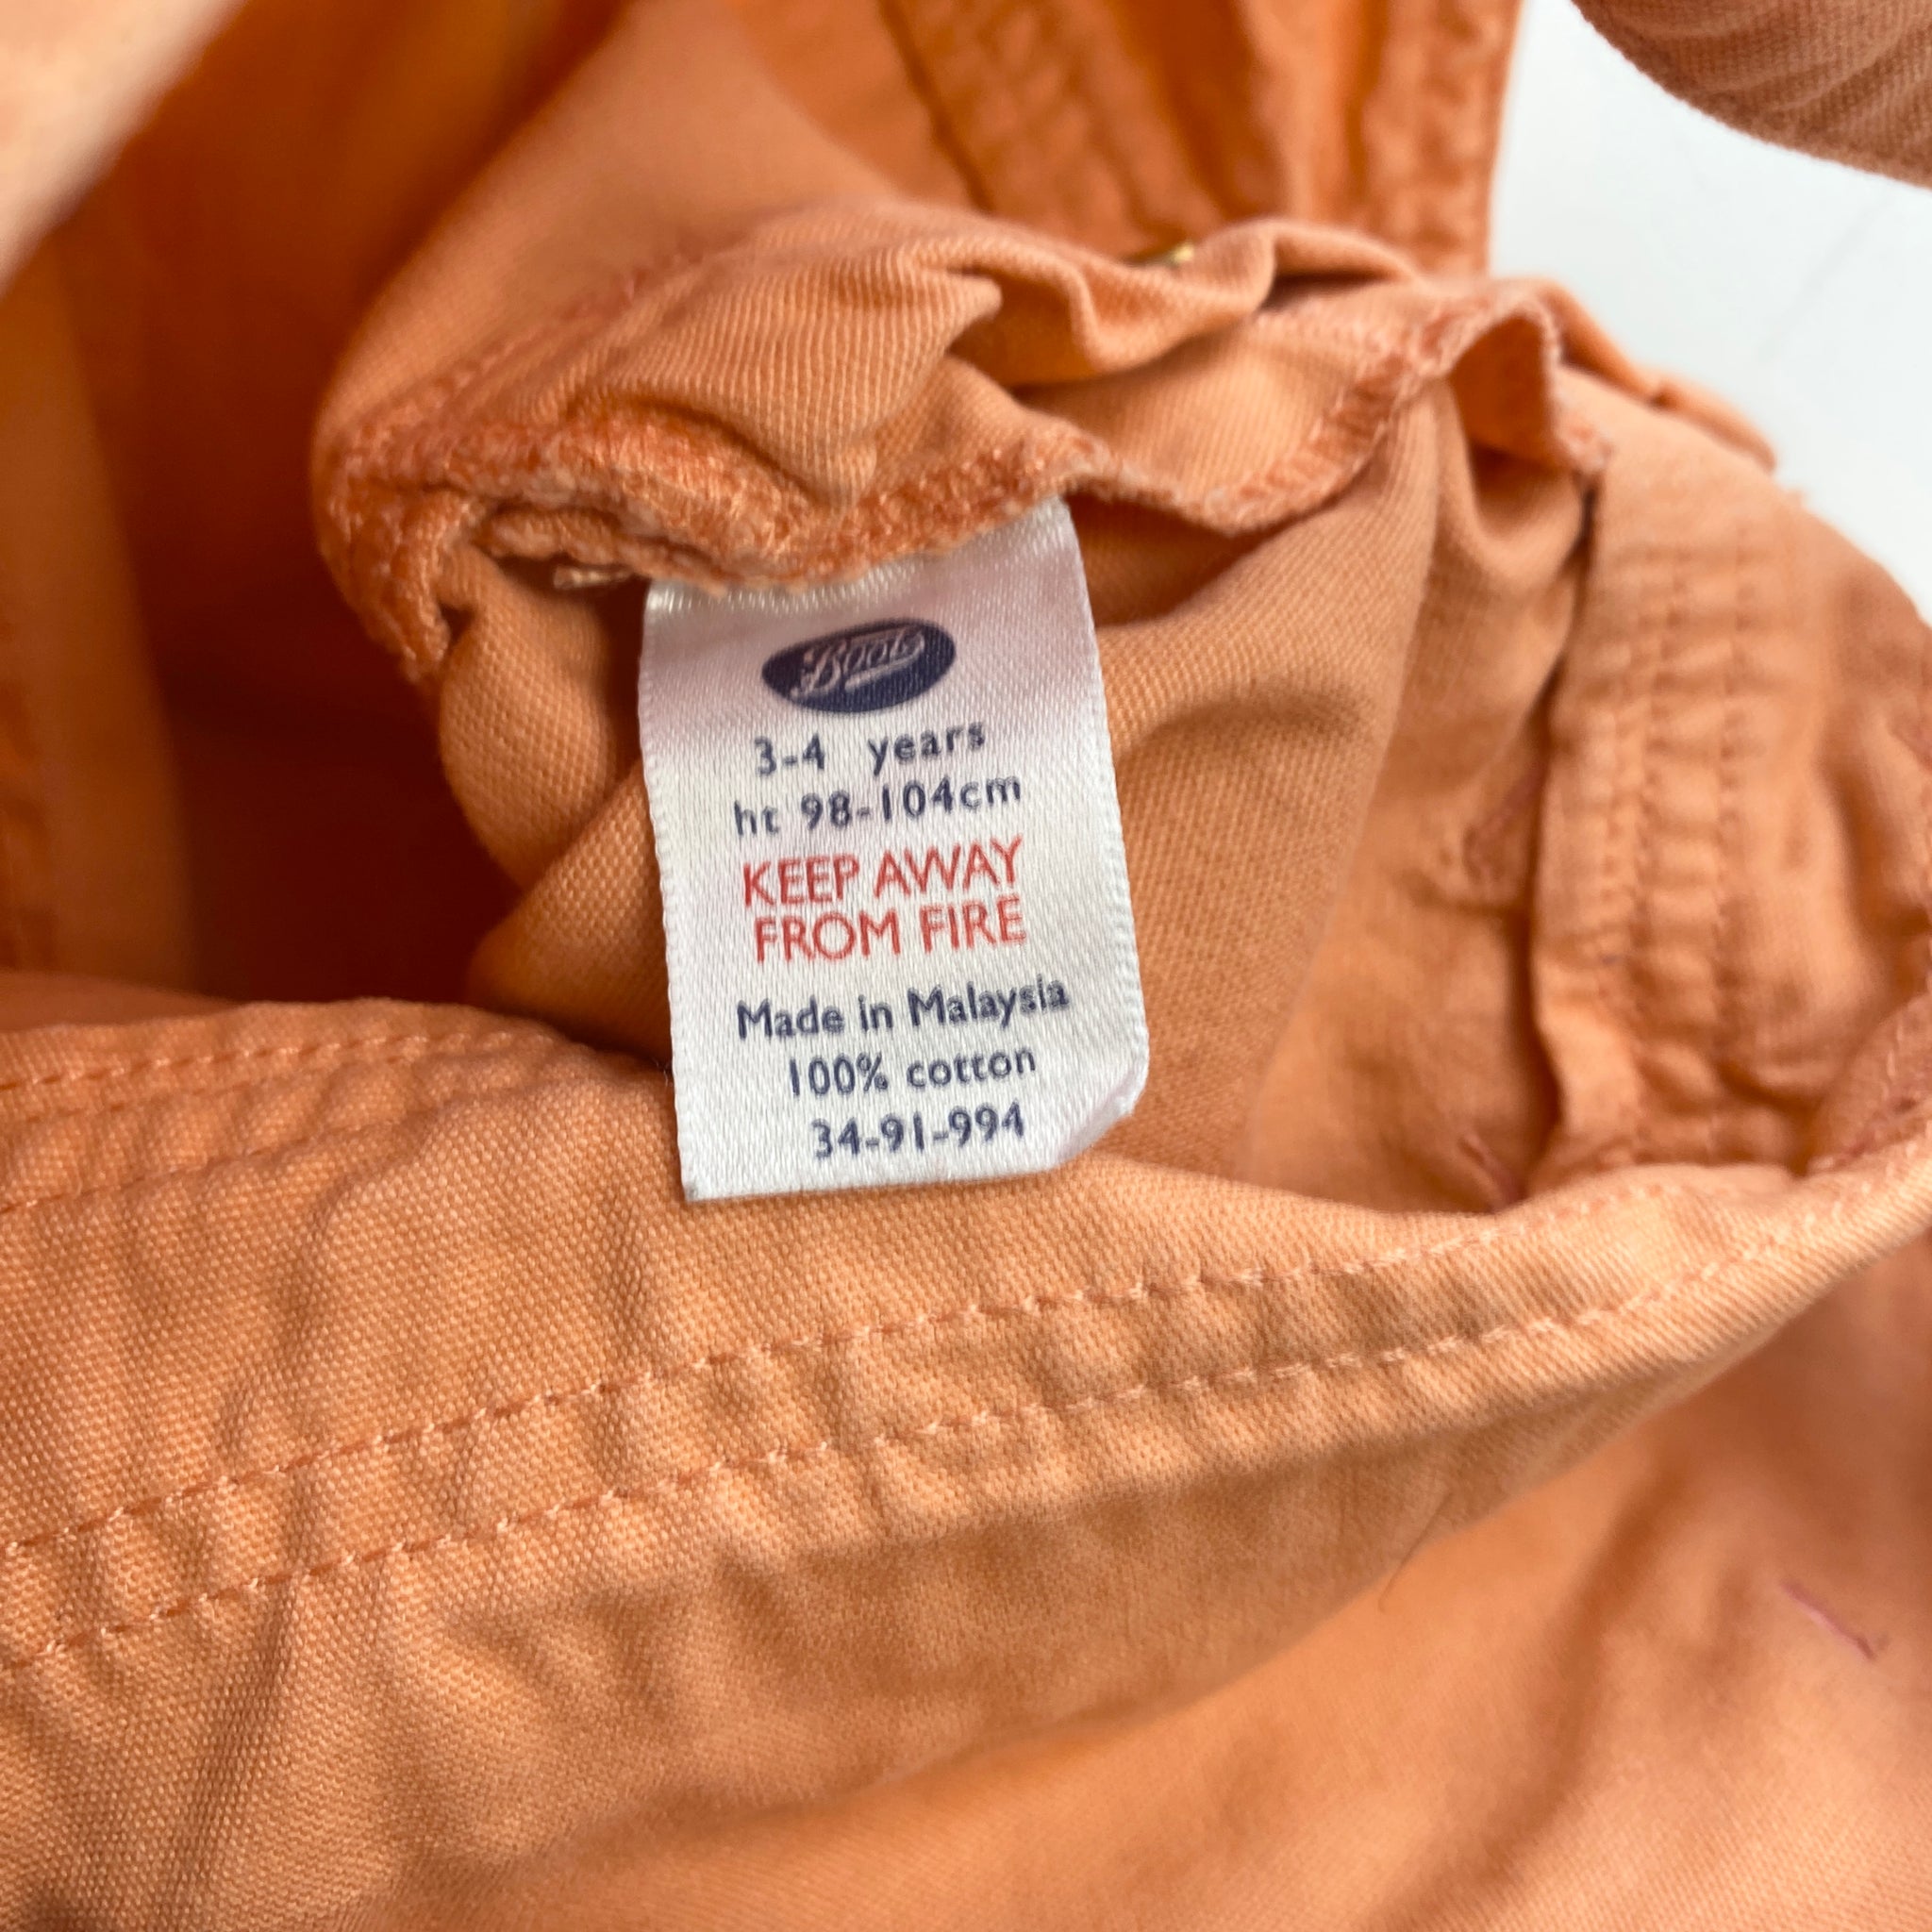 Boots
3-4 years
ht 98-104cm
KEEP AWAY
FROM FIRE
Made in Malaysia
100% cotton
34-91-994